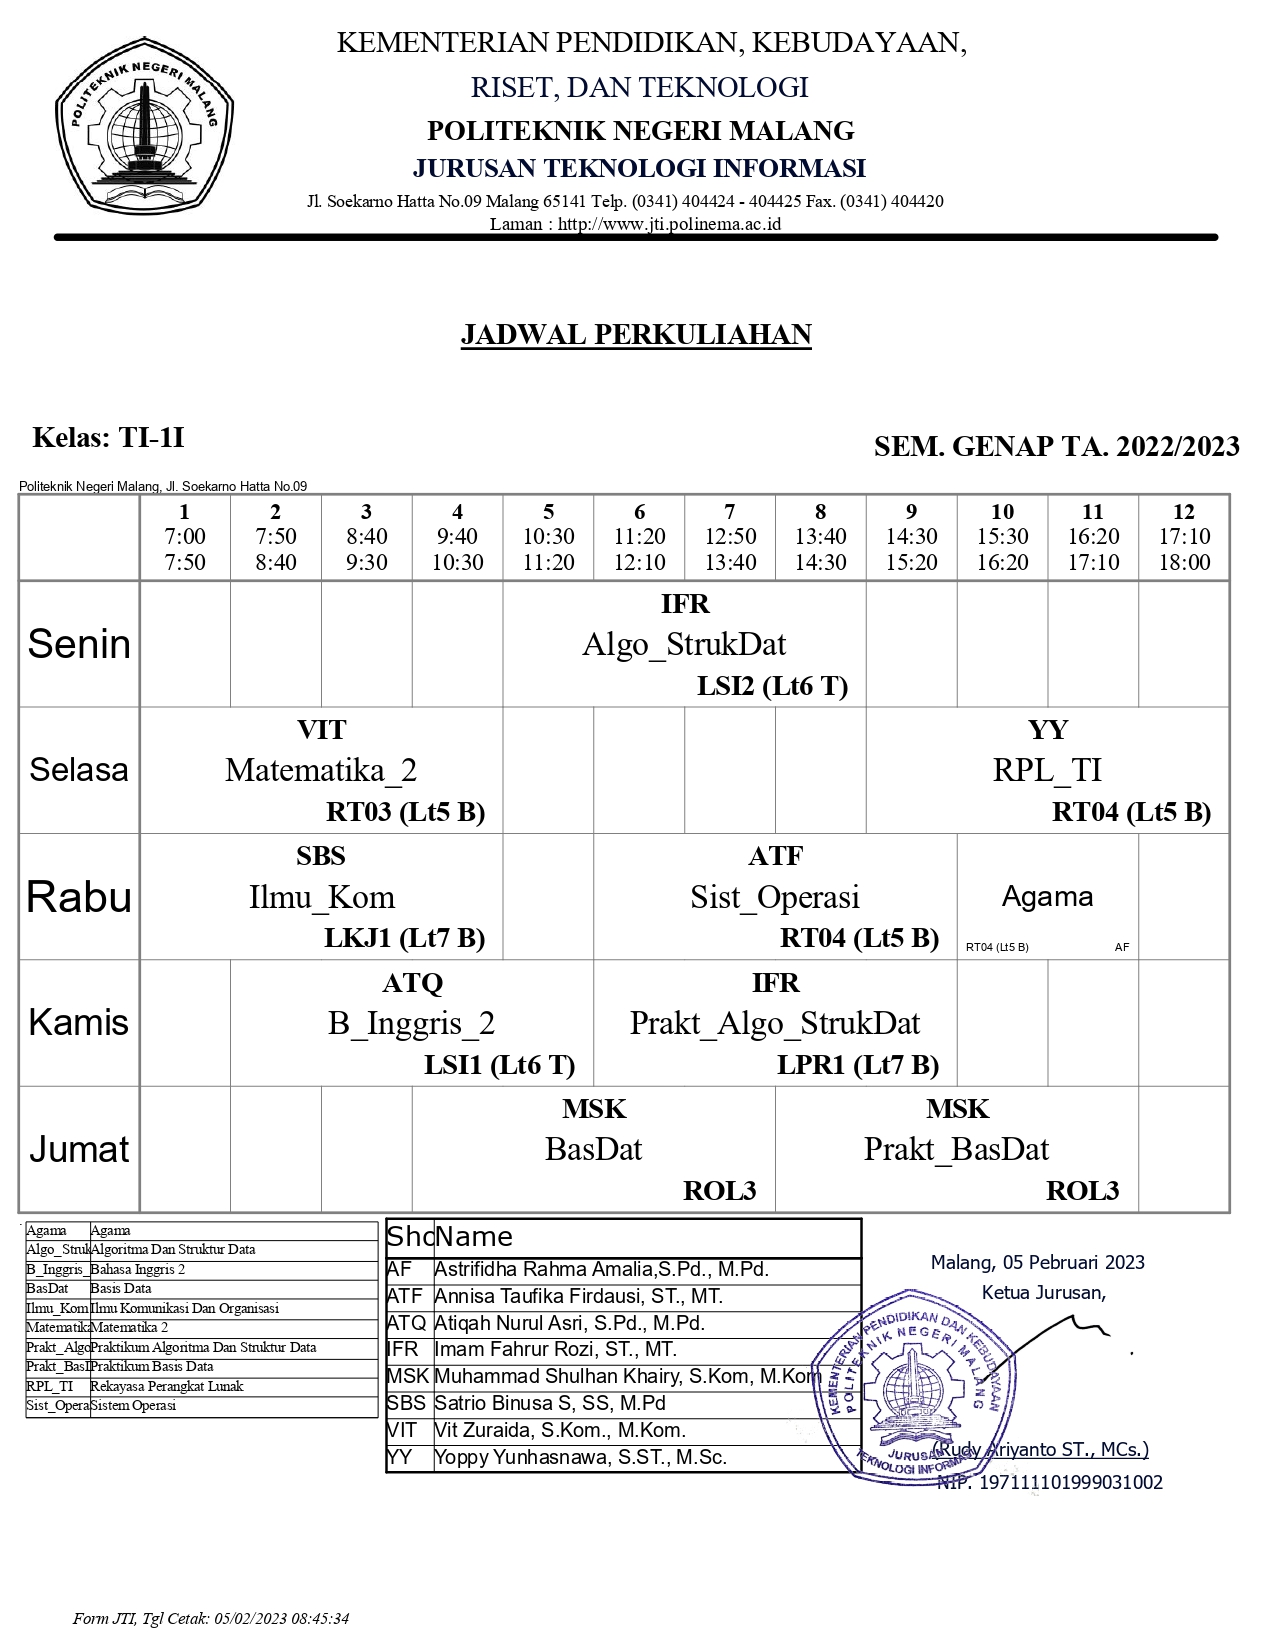 POLITEKNIK NEGERI MALANG
KEMENTERIAN PENDIDIKAN, KEBUDAYAAN,
RISET, DAN TEKNOLOGI
POLITEKNIK NEGERI MALANG
JURUSAN TEKNOLOGI INFORMASI
Jl. Soekarno Hatta No.09 Malang 65141 Telp. (0341) 404424 - 404425 Fax. (0341) 404420
Laman : http://www.jti.polinema.ac.id
JADWAL PERKULIAHAN
Kelas: TI-1I
SEM. GENAP TA. 2022/2023
Politeknik Negeri Malang, Jl. Soekarno Hatta No.09
1 2 3 4 5 6 7 8 9 10 11 12
7:00 7:50 8:40 9:40 10:30 11:20 12:50 13:40 14:30 15:30 16:20 17:10
7:50 8:40 9:30 10:30 11:20 12:10 13:40 14:30 15:20 16:20 17:10 18:00
IFR
Senin Algo_StrukDat
LSI2 (Lt6 T)
VIT YY
Selasa Matematika_2 RPL_TI
RT03 (Lt5 B) RT04 (Lt5 B)
SBS ATF
Rabu Ilmu_Kom Sist_Operasi Agama
LKJ1 (Lt7 B) RT04 (Lt5 B) RT04 (Lt5 B) AF
ATQ IFR
Kamis B_Inggris_2 Prakt_Algo_StrukDat
LSI1 (Lt6 T) LPR1 (Lt7 B)
MSK MSK
Jumat BasDat Prakt_BasDat
ROL3 ROL3
Agama Agama
Algo_Struk Algoritma Dan Struktur Data
B_Inggris_ Bahasa Inggris 2
BasDat Basis Data
Ilmu_Kom Ilmu Komunikasi Dan Organisasi
Matematika Matematika 2
Prakt_Algo Praktikum Algoritma Dan Struktur Data
Prakt_BasD Praktikum Basis Data
RPL_TI Rekayasa Perangkat Lunak
Sist_Opera Sistem Operasi
Sho Name
AF Astrifidha Rahma Amalia,S.Pd., M.Pd.
ATF Annisa Taufika Firdausi, ST., MT.
ATQ Atiqah Nurul Asri, S.Pd., M.Pd.
IFR Imam Fahrur Rozi, ST., MT.
MSK Muhammad Shulhan Khairy, S.Kom, M.Kom
SBS Satrio Binusa S, SS, M.Pd
VIT Vit Zuraida, S.Kom., M.Kom.
YY Yoppy Yunhasnawa, S.ST., M.Sc.
Malang, 05 Pebruari 2023
Ketua Jurusan,
KEMENTERIAN PENDIDIKAN DAN KEBUDAYAAN
POLITEKNIK NEGERI MALANG
JURUSAN
TEKNOLOGI INFORMASI
(Rudy Ariyanto ST., MCs.)
NIP. 197111101999031002
Form JTI, Tgl Cetak: 05/02/2023 08:45:34